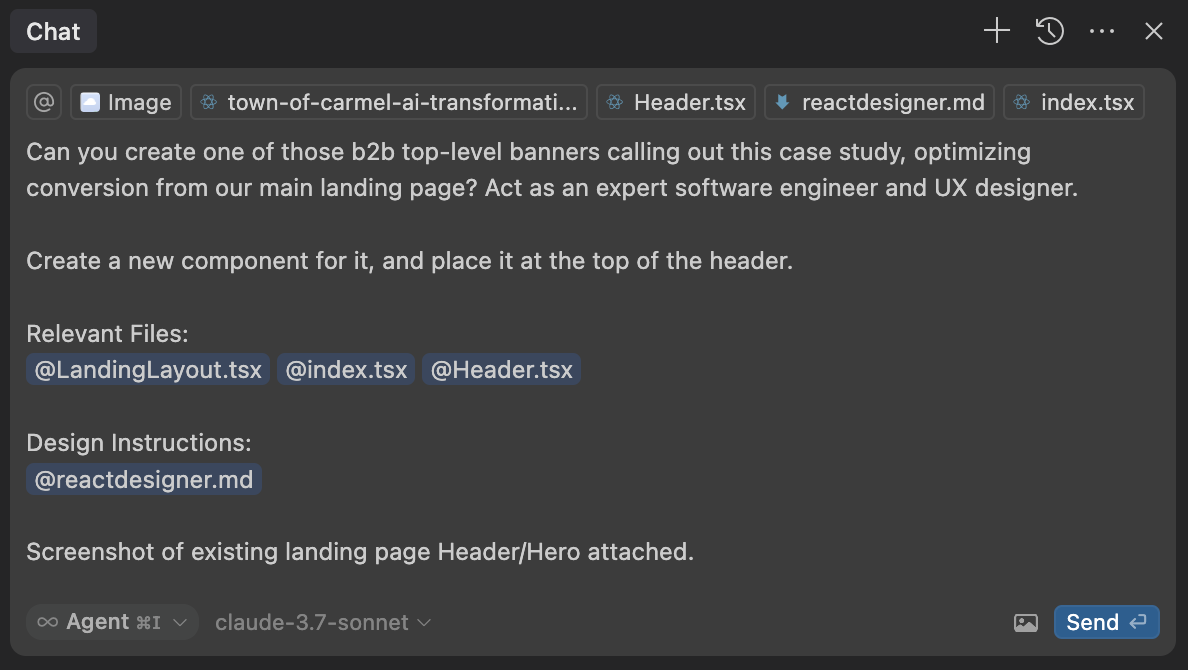 Chat
@ Image town-of-carmel-ai-transformati... Header.tsx reactdesigner.md index.tsx
Can you create one of those b2b top-level banners calling out this case study, optimizing
conversion from our main landing page? Act as an expert software engineer and UX designer.
Create a new component for it, and place it at the top of the header.
Relevant Files:
@LandingLayout.tsx @index.tsx @Header.tsx
Design Instructions:
@reactdesigner.md
Screenshot of existing landing page Header/Hero attached.
∞ Agent ⌘I claude-3.7-sonnet Send ⏎